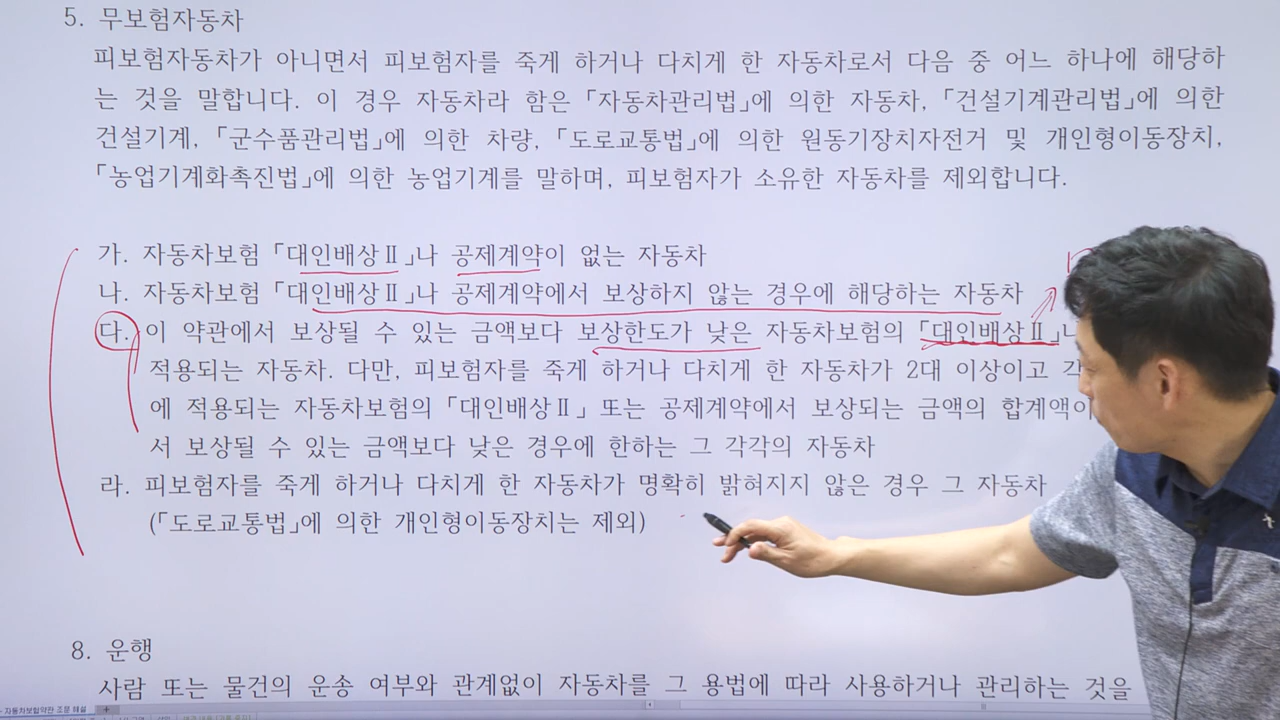 5. 무보험자동차
피보험자동차가 아니면서 피보험자를 죽게 하거나 다치게 한 자동차로서 다음 중 어느 하나에 해당하
는 것을 말합니다. 이 경우 자동차라 함은 「자동차관리법」에 의한 자동차, 「건설기계관리법」에 의한
건설기계, 「군수품관리법」에 의한 차량, 「도로교통법」에 의한 원동기장치자전거 및 개인형이동장치,
「농업기계화촉진법」에 의한 농업기계를 말하며, 피보험자가 소유한 자동차를 제외합니다.
가. 자동차보험 「대인배상Ⅱ」나 공제계약이 없는 자동차
나. 자동차보험 「대인배상Ⅱ」나 공제계약에서 보상하지 않는 경우에 해당하는 자동차
다. 이 약관에서 보상될 수 있는 금액보다 보상한도가 낮은 자동차보험의 「대인배상Ⅱ」나
적용되는 자동차. 다만, 피보험자를 죽게 하거나 다치게 한 자동차가 2대 이상이고 각
에 적용되는 자동차보험의 「대인배상Ⅱ」 또는 공제계약에서 보상되는 금액의 합계액이
서 보상될 수 있는 금액보다 낮은 경우에 한하는 그 각각의 자동차
라. 피보험자를 죽게 하거나 다치게 한 자동차가 명확히 밝혀지지 않은 경우 그 자동차
(「도로교통법」에 의한 개인형이동장치는 제외)
8. 운행
사람 또는 물건의 운송 여부와 관계없이 자동차를 그 용법에 따라 사용하거나 관리하는 것을
자동차보험약관 조문 해설